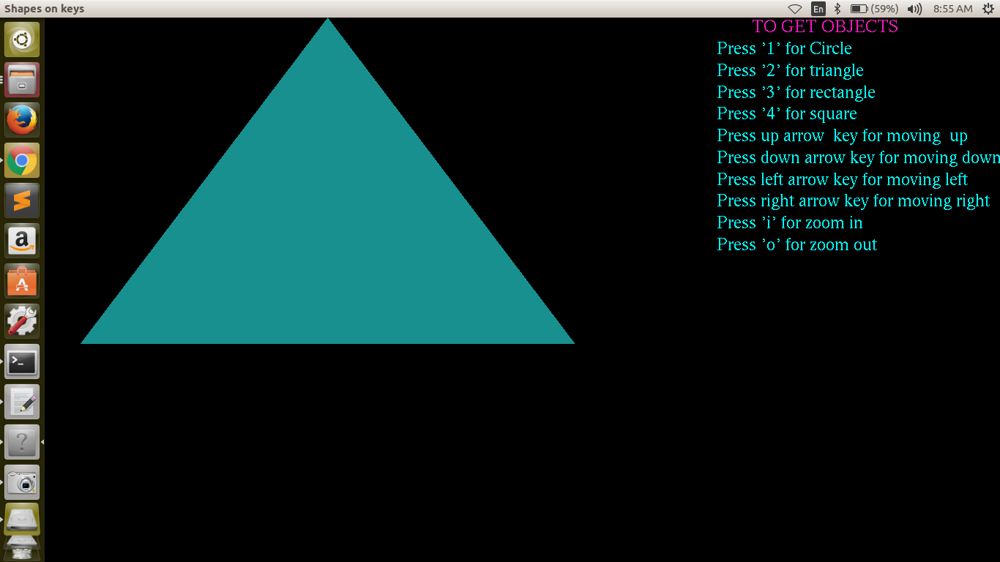 Shapes on keys
En
(59%)
8:55 AM
TO GET OBJECTS
Press ’1’ for Circle
Press ’2’ for triangle
Press ’3’ for rectangle
Press ’4’ for square
Press up arrow  key for moving  up
Press down arrow key for moving down
Press left arrow key for moving left
Press right arrow key for moving right
Press ’i’ for zoom in
Press ’o’ for zoom out
a
A
>_
?